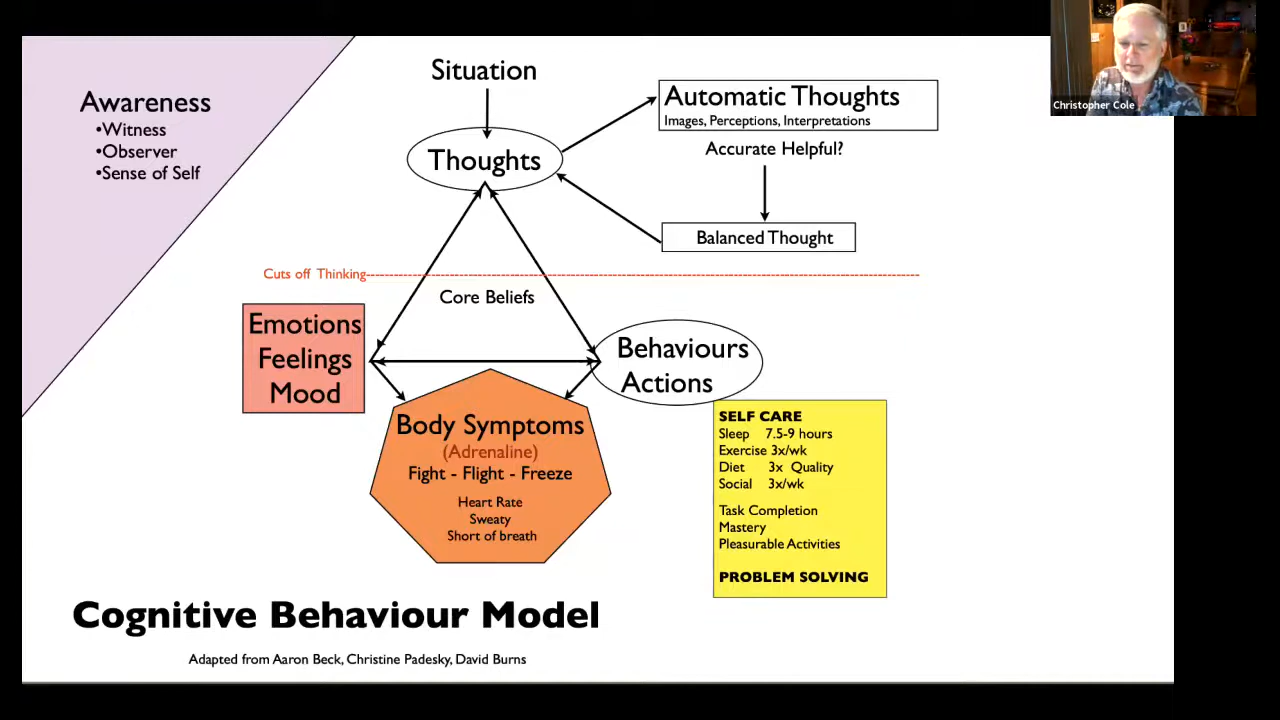 Awareness
•Witness
•Observer
•Sense of Self
Situation
Thoughts
Automatic Thoughts
Images, Perceptions, Interpretations
Accurate Helpful?
Balanced Thought
Christopher Cole
Cuts off Thinking
Core Beliefs
Emotions
Feelings
Mood
Behaviours
Actions
Body Symptoms
(Adrenaline)
Fight - Flight - Freeze
Heart Rate
Sweaty
Short of breath
SELF CARE
Sleep 7.5-9 hours
Exercise 3x/wk
Diet 3x Quality
Social 3x/wk
Task Completion
Mastery
Pleasurable Activities
PROBLEM SOLVING
Cognitive Behaviour Model
Adapted from Aaron Beck, Christine Padesky, David Burns